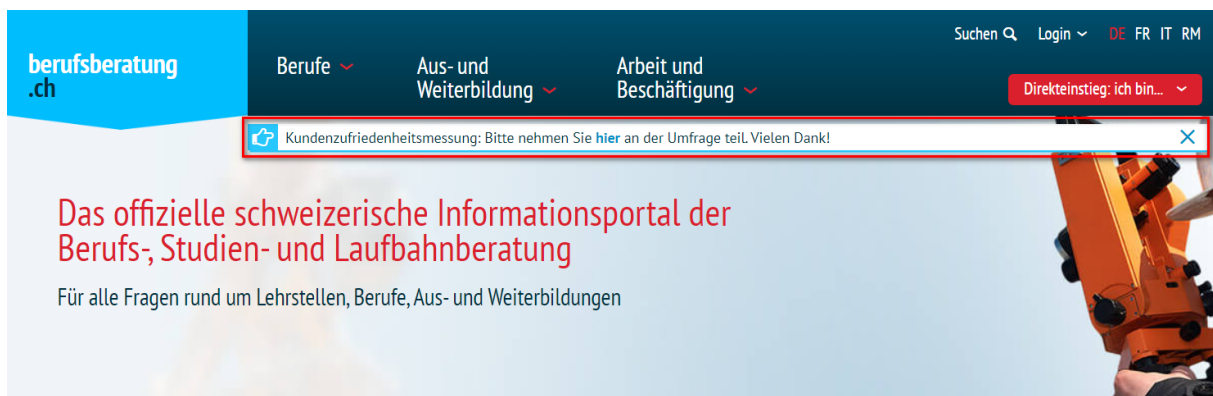 Suchen Login DE FR IT RM
berufsberatung
.ch
Berufe
Aus- und
Weiterbildung
Arbeit und
Beschäftigung
Direkteinstieg: ich bin...
Kundenzufriedenheitsmessung: Bitte nehmen Sie hier an der Umfrage teil. Vielen Dank!
Das offizielle schweizerische Informationsportal der
Berufs-, Studien- und Laufbahnberatung
Für alle Fragen rund um Lehrstellen, Berufe, Aus- und Weiterbildungen